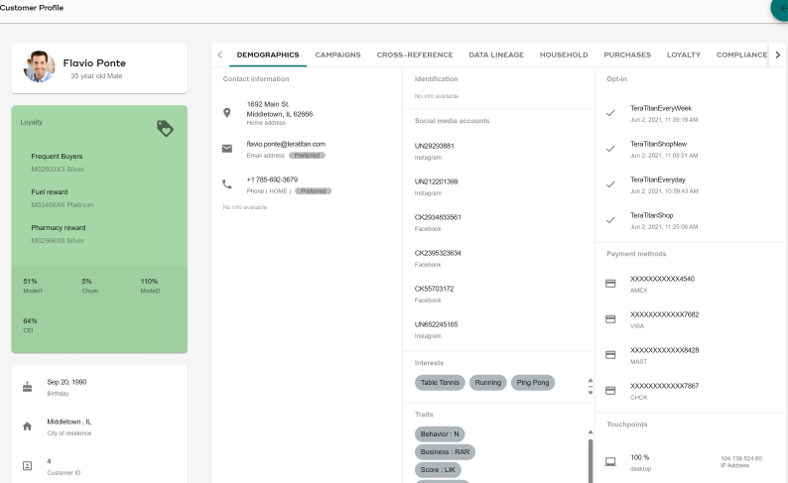 Customer Profile
Flavio Ponte
35 year old Male
Loyalty
Frequent Buyers
M32803X3 Silver
Fuel reward
M02466X6 Platinum
Pharmacy reward
M02966X6 Silver
51%
Model1
5%
Churn
110%
Model2
64%
CEI
Sep 20, 1990
Birthday
Middletown , IL
City of residence
4
Customer ID
DEMOGRAPHICS
CAMPAIGNS
CROSS-REFERENCE
DATA LINEAGE
HOUSEHOLD
PURCHASES
LOYALTY
COMPLIANCE
Contact information
1692 Main St.
Middletown, IL 62666
Home address
flavio.ponte@teratitan.com
Email address Preferred
+1 785-692-3679
Phone ( HOME ) Preferred
No info available
Identification
No info available
Social media accounts
UN29293881
Instagram
UN212201399
Instagram
CK2934833561
Facebook
CK2395323634
Facebook
CK55703172
Facebook
UN652245165
Instagram
Interests
Table Tennis
Running
Ping Pong
Traits
Behavior : N
Business : RAR
Score : LIK
Opt-in
TeraTitanEveryWeek
Jun 2, 2021, 11:39:19 AM
TeraTitanShopNew
Jun 2, 2021, 11:05:51 AM
TeraTitanEveryday
Jun 2, 2021, 10:59:43 AM
TeraTitanShop
Jun 2, 2021, 11:25:06 AM
Payment methods
XXXXXXXXXXX4540
AMEX
XXXXXXXXXXXX7682
VISA
XXXXXXXXXXXX8428
MAST
XXXXXXXXXXXX7867
CHCK
Touchpoints
100 %
desktop
104.138.524.60
IP Address